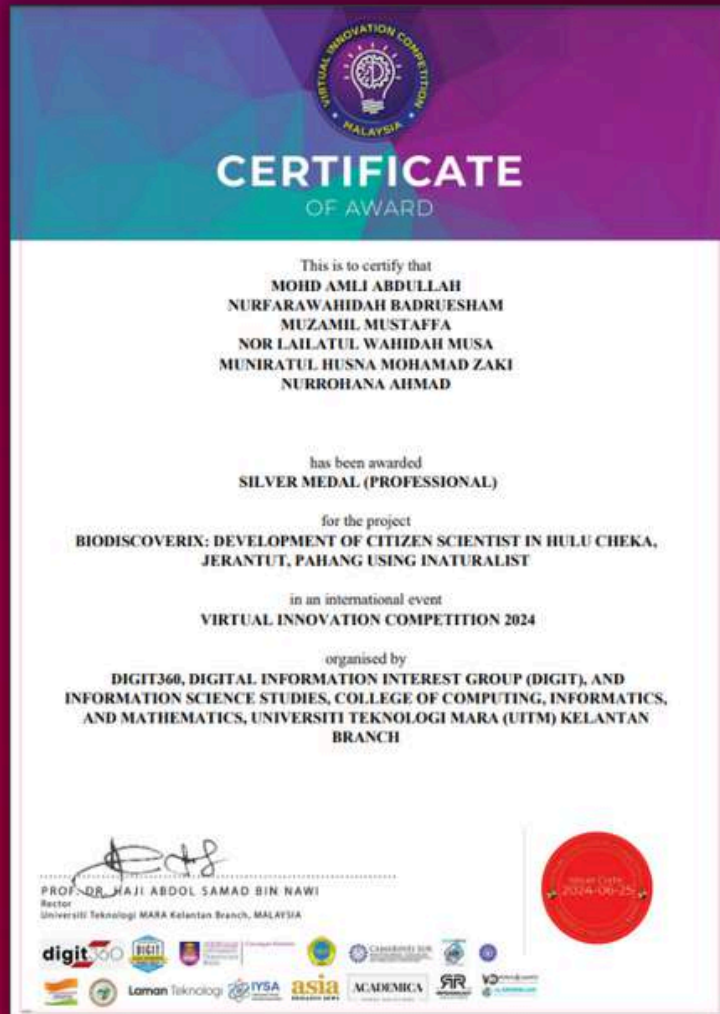 VIRTUAL INNOVATION COMPETITION
MALAYSIA
CERTIFICATE
OF AWARD
This is to certify that
MOHD AMLI ABDULLAH
NURFARAWAHIDAH BADRUESHAM
MUZAMIL MUSTAFFA
NOR LAILATUL WAHIDAH MUSA
MUNIRATUL HUSNA MOHAMAD ZAKI
NURROHANA AHMAD
has been awarded
SILVER MEDAL (PROFESSIONAL)
for the project
BIODISCOVERIX: DEVELOPMENT OF CITIZEN SCIENTIST IN HULU CHEKA,
JERANTUT, PAHANG USING INATURALIST
in an international event
VIRTUAL INNOVATION COMPETITION 2024
organised by
DIGIT360, DIGITAL INFORMATION INTEREST GROUP (DIGIT), AND
INFORMATION SCIENCE STUDIES, COLLEGE OF COMPUTING, INFORMATICS,
AND MATHEMATICS, UNIVERSITI TEKNOLOGI MARA (UITM) KELANTAN
BRANCH
PROF. DR. HAJI ABDOL SAMAD BIN NAWI
Rector
Universiti Teknologi MARA Kelantan Branch, MALAYSIA
2024-06-25
digit360
DIGIT
CAMARINES SUR
Laman Teknologi
IYSA
asia
ACADEMICA